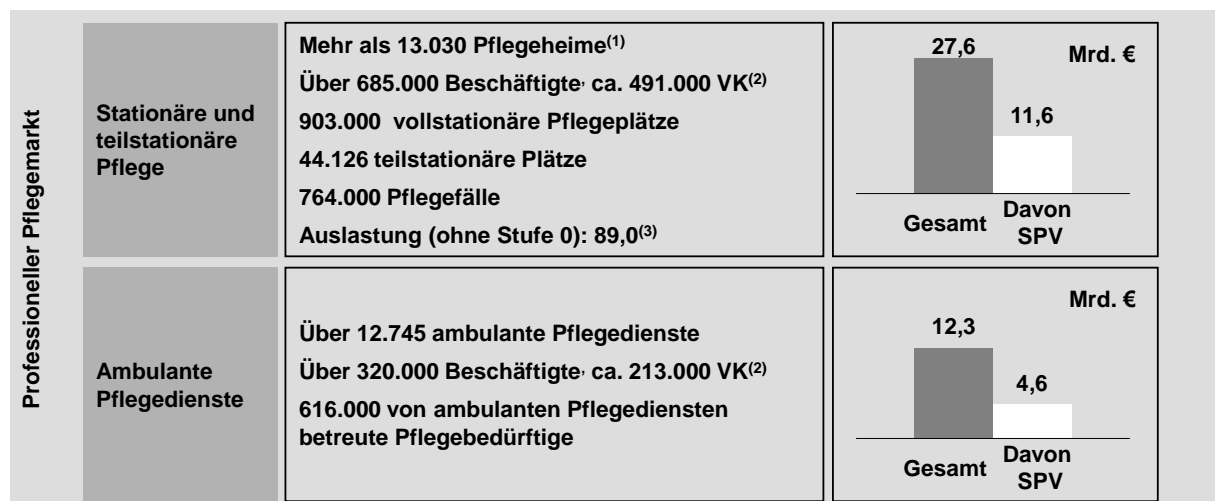 Professioneller Pflegemarkt
Stationäre und
teilstationäre
Pflege
Mehr als 13.030 Pflegeheime(1)
Über 685.000 Beschäftigte, ca. 491.000 VK(2)
903.000 vollstationäre Pflegeplätze
44.126 teilstationäre Plätze
764.000 Pflegefälle
Auslastung (ohne Stufe 0): 89,0(3)
27,6
Mrd. €
11,6
Gesamt
Davon
SPV
Ambulante
Pflegedienste
Über 12.745 ambulante Pflegedienste
Über 320.000 Beschäftigte, ca. 213.000 VK(2)
616.000 von ambulanten Pflegediensten
betreute Pflegebedürftige
Mrd. €
12,3
4,6
Gesamt
Davon
SPV